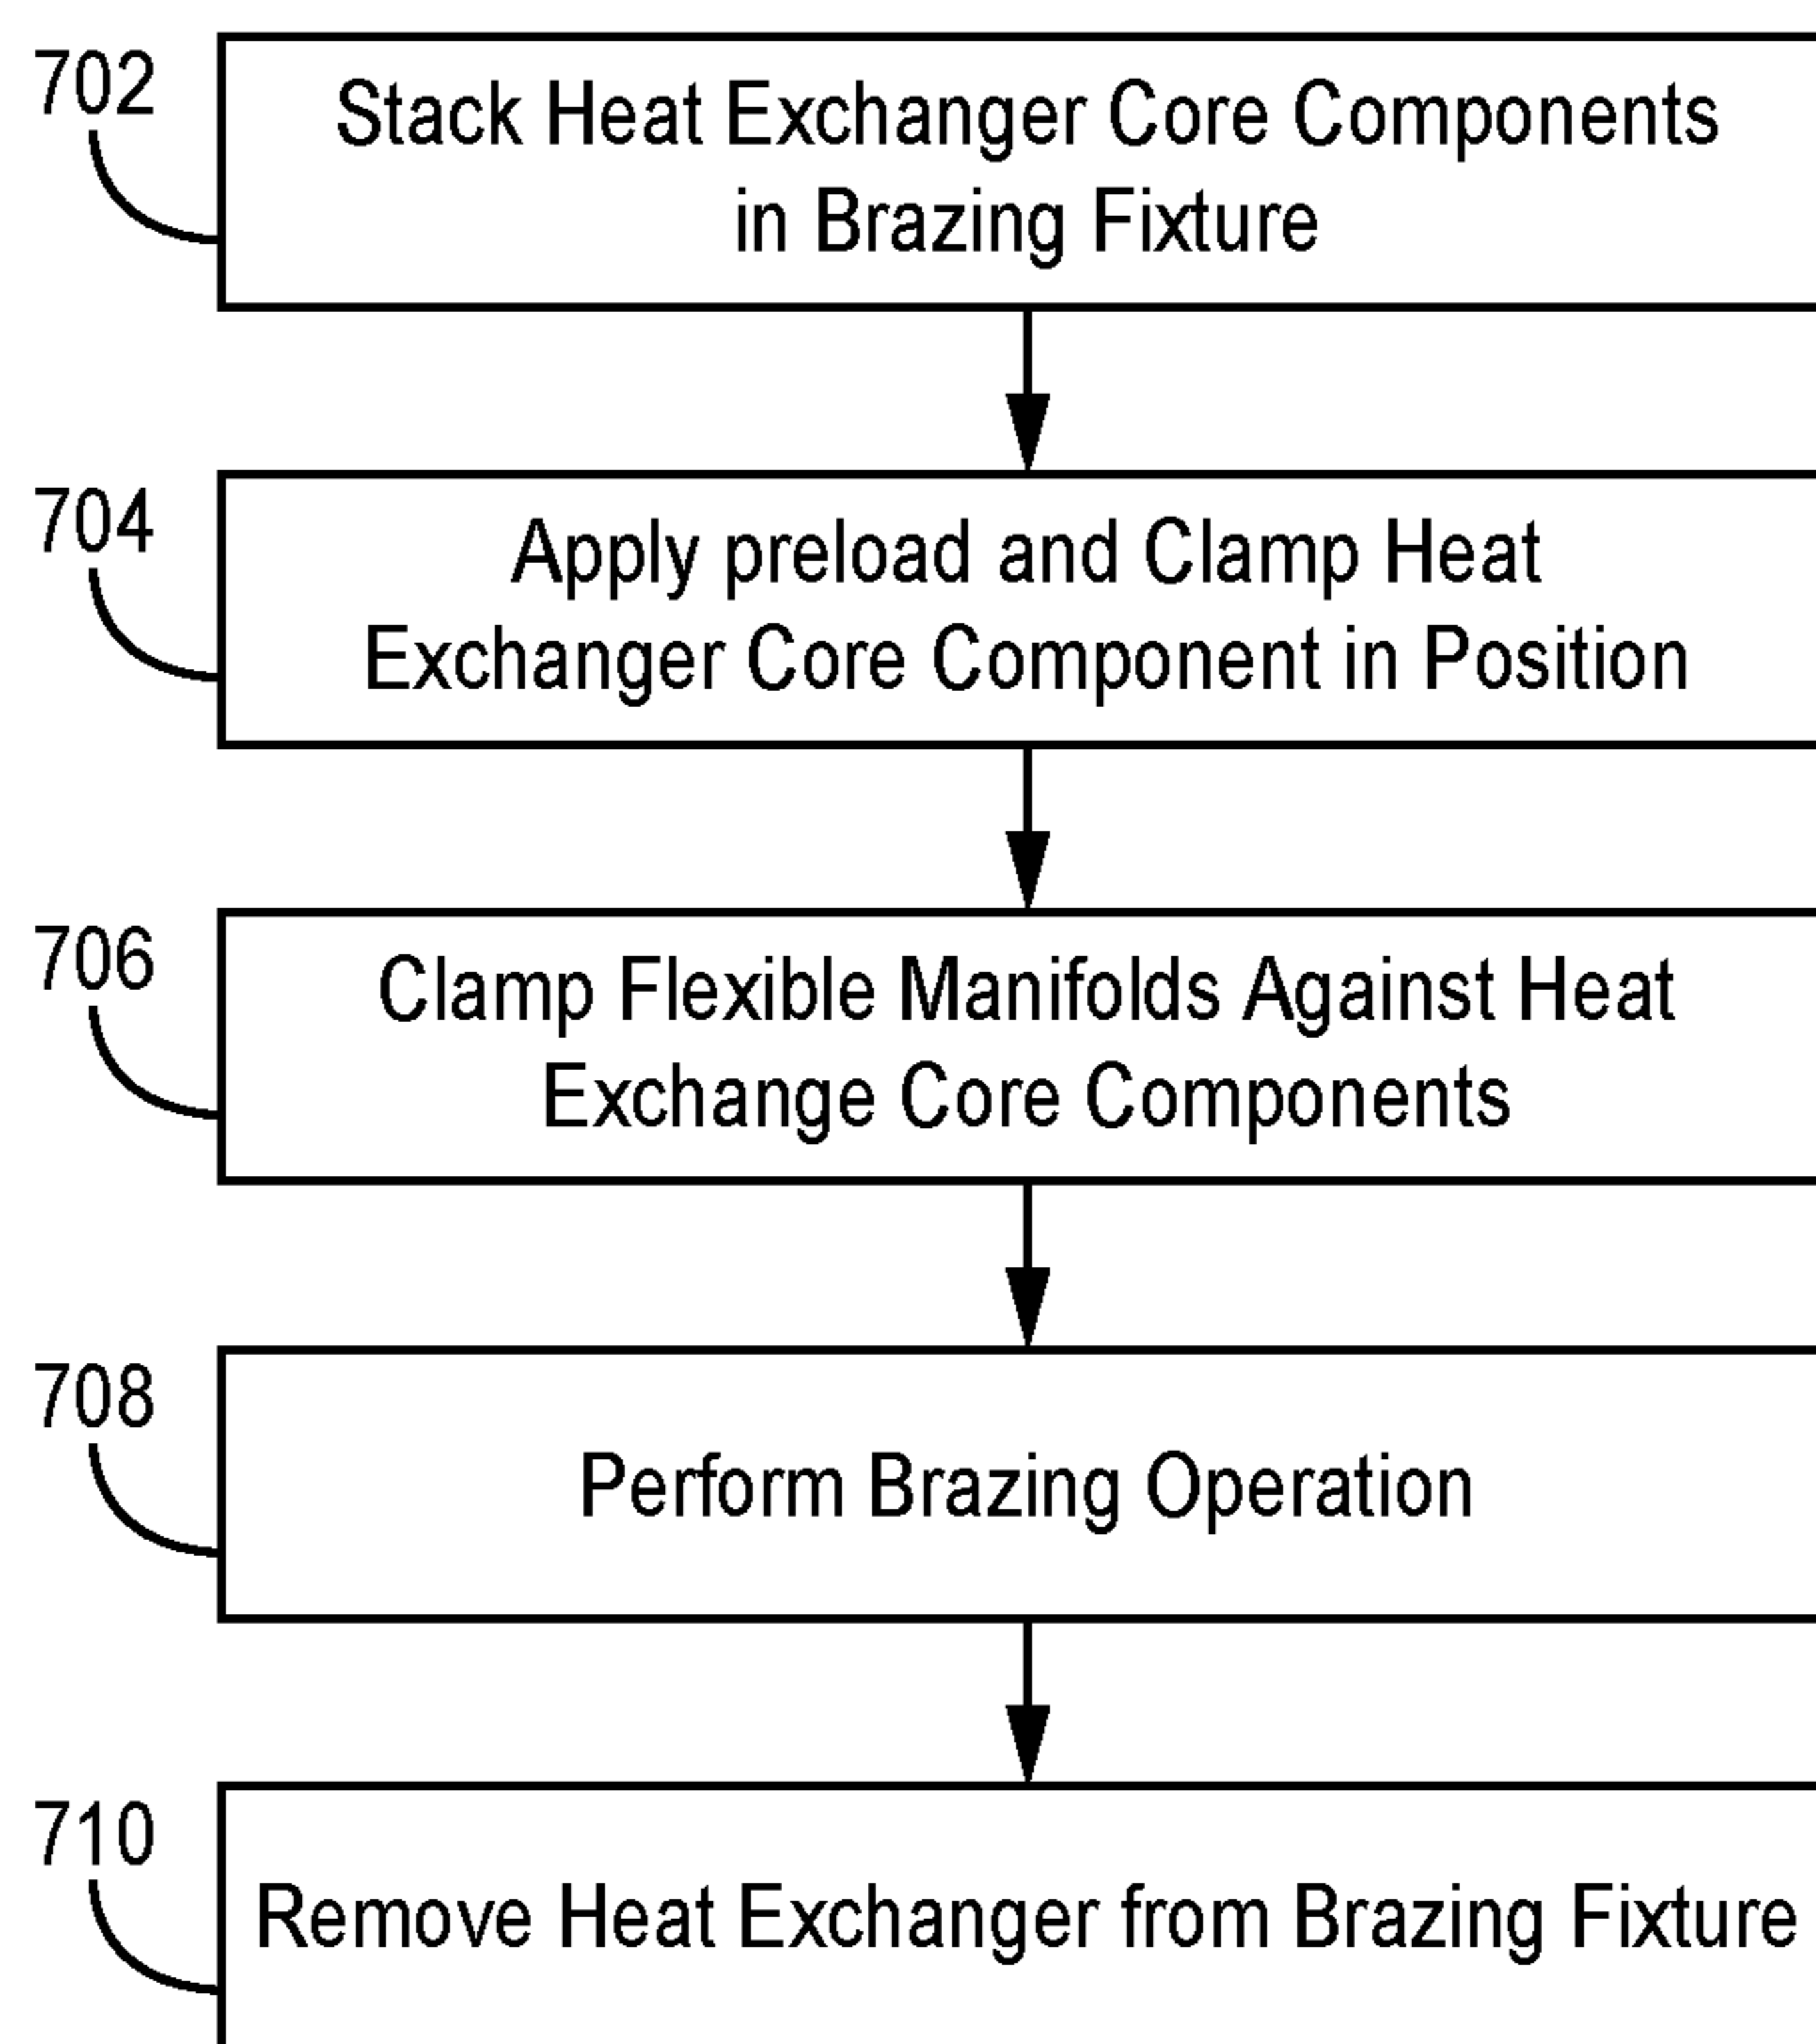 702
Stack Heat Exchanger Core Components
in Brazing Fixture
704
Apply preload and Clamp Heat
Exchanger Core Component in Position
706
Clamp Flexible Manifolds Against Heat
Exchange Core Components
708
Perform Brazing Operation
710
Remove Heat Exchanger from Brazing Fixture